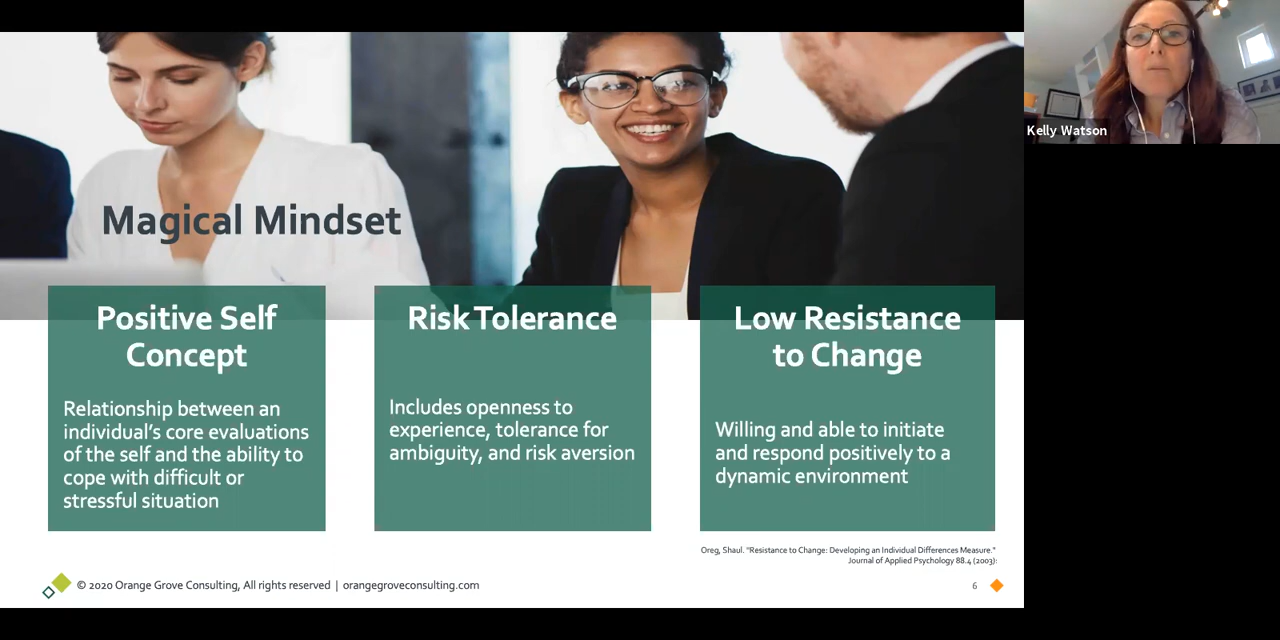 Kelly Watson
Magical Mindset
Positive Self
Concept
Relationship between an
individual's core evaluations
of the self and the ability to
cope with difficult or
stressful situation
Risk Tolerance
Includes openness to
experience, tolerance for
ambiguity, and risk aversion
Low Resistance
to Change
Willing and able to initiate
and respond positively to a
dynamic environment
Oreg, Shaul. "Resistance to Change: Developing an Individual Differences Measure."
Journal of Applied Psychology 88.4 (2003):
© 2020 Orange Grove Consulting, All rights reserved | orangegroveconsulting.com
6